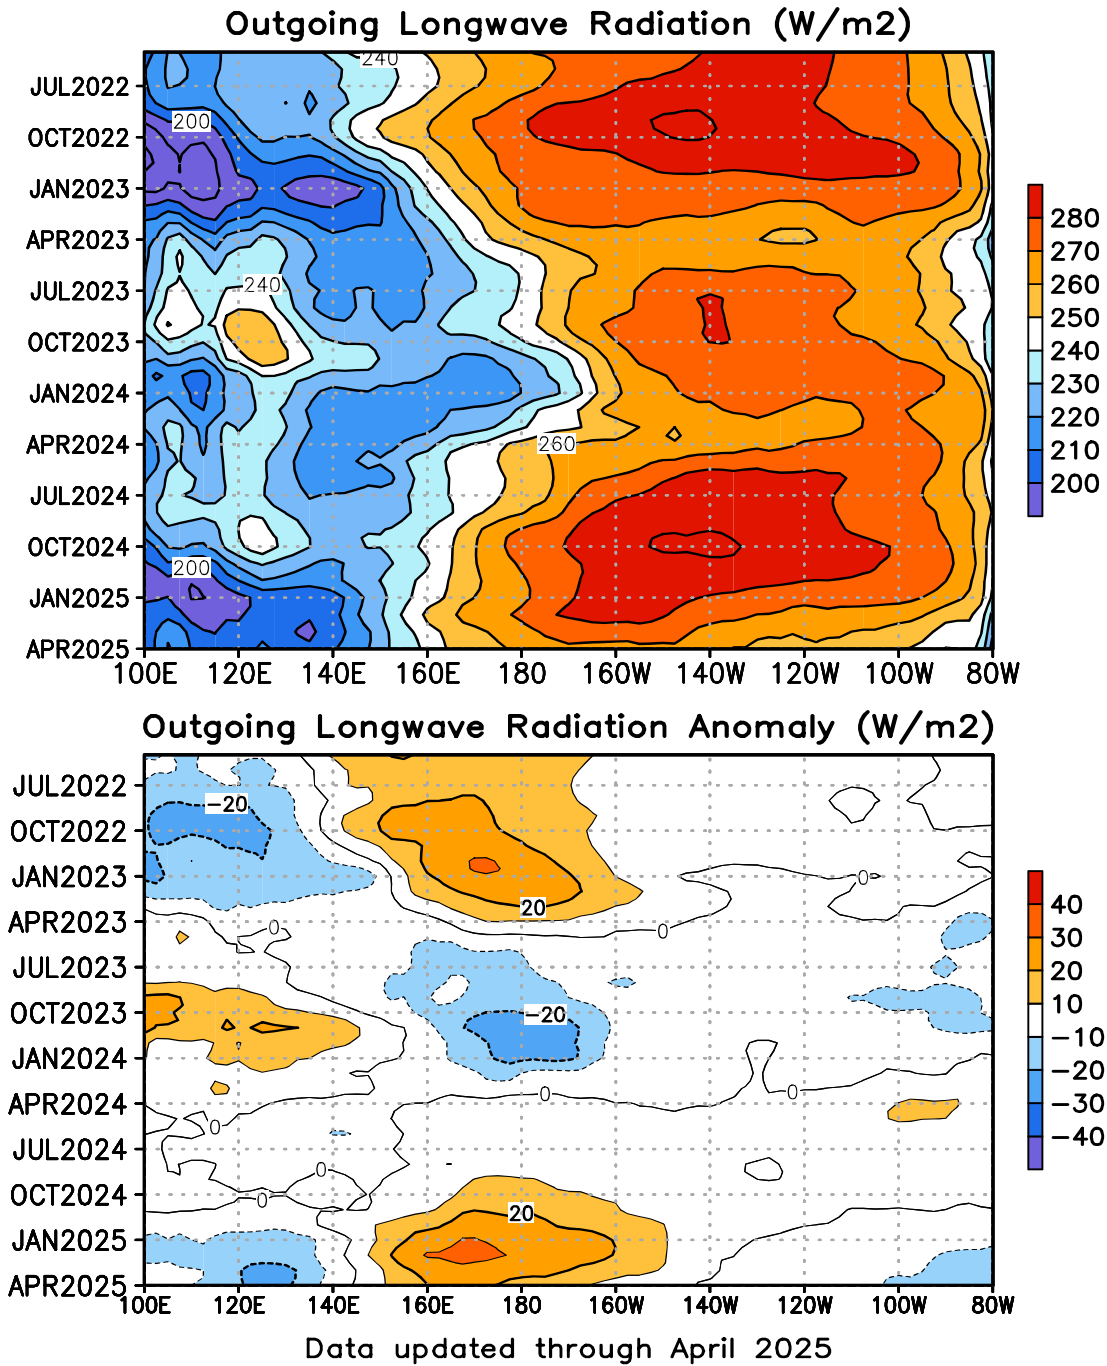 Outgoing Longwave Radiation (W/m2)
240
JUL2022
200
OCT2022
JAN2023
APR2023
240
JUL2023
OCT2023
JAN2024
260
APR2024
JUL2024
OCT2024
200
JAN2025
APR2025
100E 120E 140E 160E 180 160W 140W 120W 100W 80W
280
270
260
250
240
230
220
210
200
Outgoing Longwave Radiation Anomaly (W/m2)
JUL2022
−20
OCT2022
JAN2023 0
20
APR2023
0 0
JUL2023
OCT2023 −20
JAN2024
0 0
APR2024
0
JUL2024
0
OCT2024
0
20
JAN2025
APR2025
100E 120E 140E 160E 180 160W 140W 120W 100W 80W
40
30
20
10
−10
−20
−30
−40
Data updated through April 2025